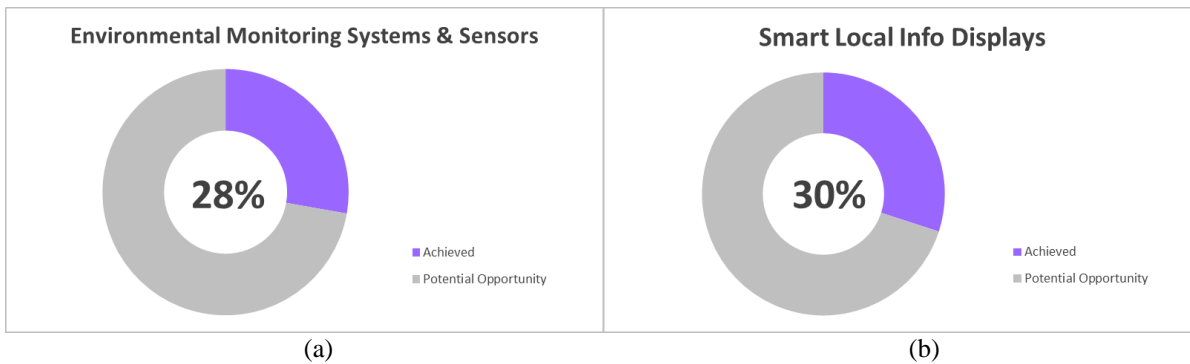 Environmental Monitoring Systems & Sensors
28%
Achieved
Potential Opportunity
(a)
Smart Local Info Displays
30%
Achieved
Potential Opportunity
(b)